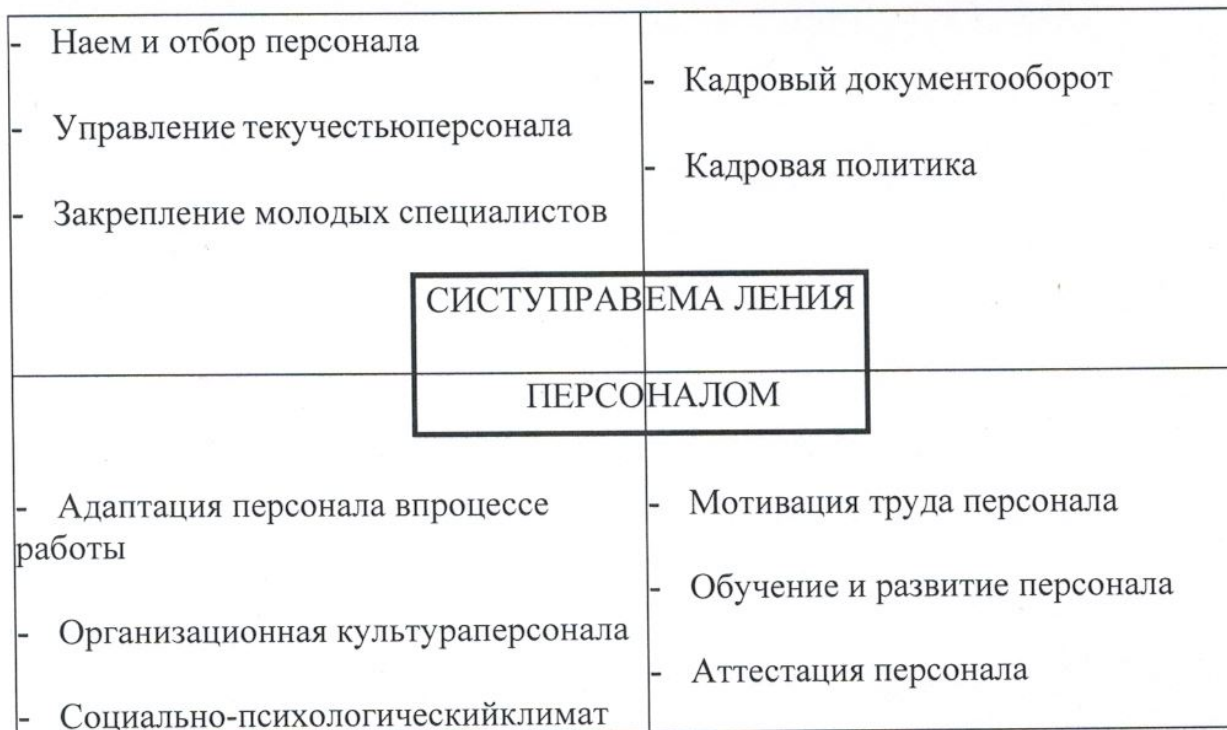 - Наем и отбор персонала
- Управление текучестьюперсонала
- Закрепление молодых специалистов
- Кадровый документооборот
- Кадровая политика
СИСТУПРАВЕМА ЛЕНИЯ
ПЕРСОНАЛОМ
- Адаптация персонала впроцессе
работы
- Организационная культураперсонала
- Социально-психологическийклимат
- Мотивация труда персонала
- Обучение и развитие персонала
- Аттестация персонала